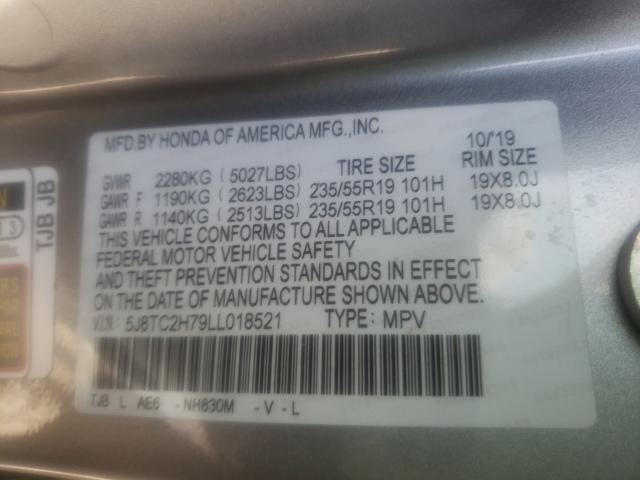 MFD.BY HONDA OF AMERICA MFG.,INC. 10/'19
GVWR 2280KG (5027LBS) TIRE SIZE RIM SIZE
GAWR F 1190KG (2623LBS) 235/55R19 101H 19X8.0J
GAWR R 1140KG (2513LBS) 235/55R19 101H 19X8.0J
THIS VEHICLE CONFORMS TO ALL APPLICABLE
FEDERAL MOTOR VEHICLE SAFETY
AND THEFT PREVENTION STANDARDS IN EFFECT
ON THE DATE OF MANUFACTURE SHOWN ABOVE.
V.I.N: 5J8TC2H79LL018521 TYPE: MPV
TJB L AE6 -NH830M -V-L
TJB JB
N
3